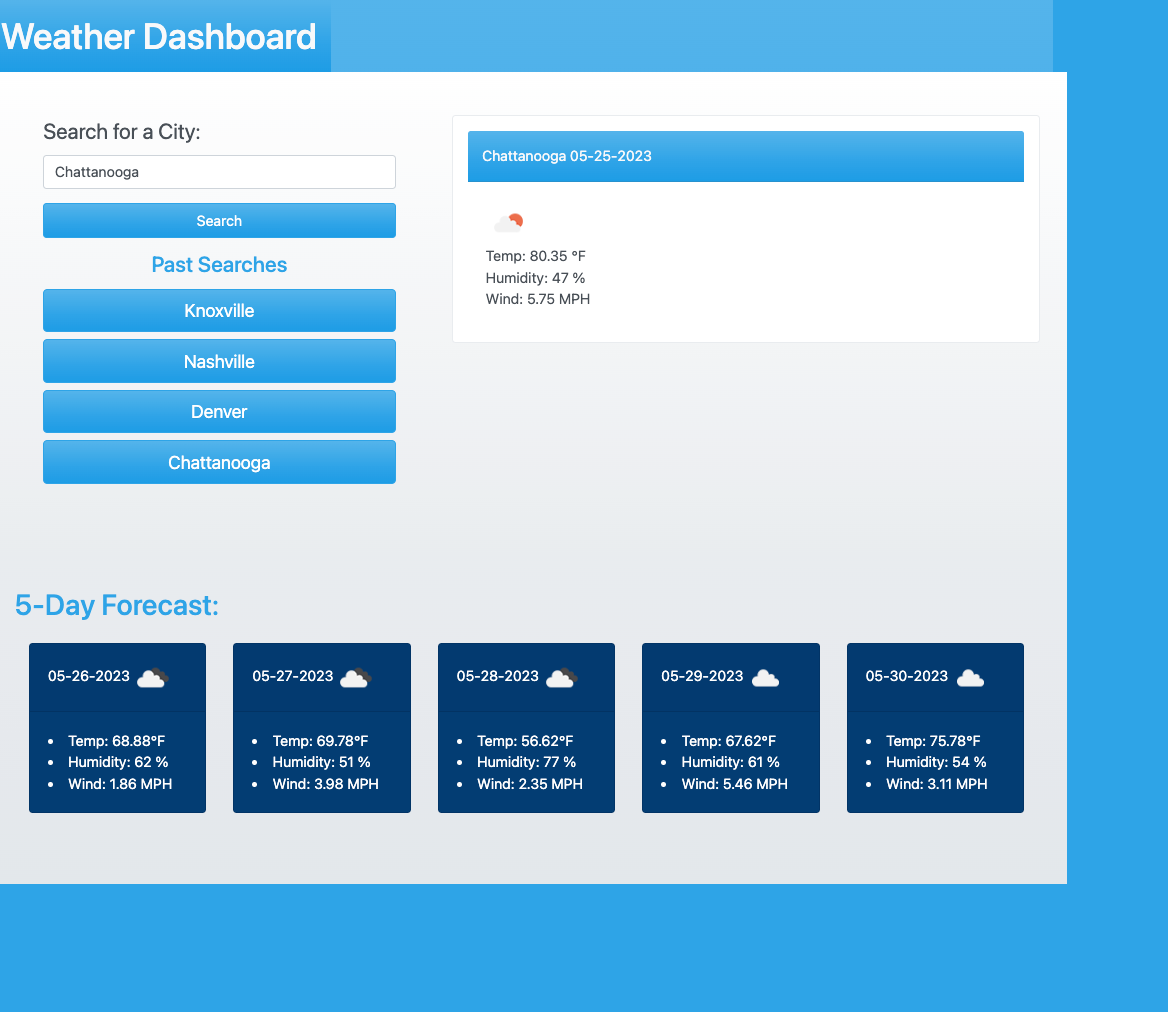 Weather Dashboard
Search for a City:
Chattanooga
Search
Past Searches
Knoxville
Nashville
Denver
Chattanooga
Chattanooga 05-25-2023
Temp: 80.35 °F
Humidity: 47 %
Wind: 5.75 MPH
5-Day Forecast:
05-26-2023
Temp: 68.88°F
Humidity: 62 %
Wind: 1.86 MPH
05-27-2023
Temp: 69.78°F
Humidity: 51 %
Wind: 3.98 MPH
05-28-2023
Temp: 56.62°F
Humidity: 77 %
Wind: 2.35 MPH
05-29-2023
Temp: 67.62°F
Humidity: 61 %
Wind: 5.46 MPH
05-30-2023
Temp: 75.78°F
Humidity: 54 %
Wind: 3.11 MPH